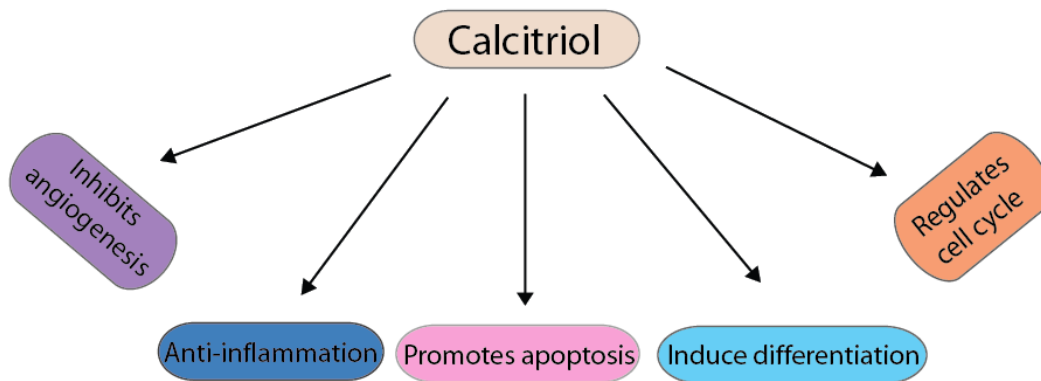 Calcitriol
Inhibits
angiogenesis
Anti-inflammation
Promotes apoptosis
Induce differentiation
Regulates
cell cycle